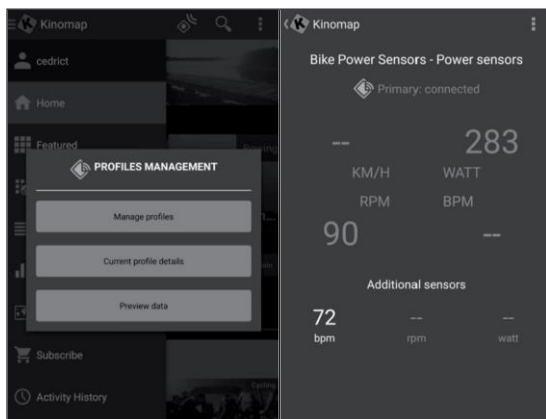 Kinomap
cedrict
Home
Featured
PROFILES MANAGEMENT
Manage profiles
Current profile details
Preview data
Subscribe
Activity History
Cycling
Kinomap
Bike Power Sensors - Power sensors
Primary: connected
-- 283
KM/H WATT
RPM BPM
90 --
Additional sensors
72 -- --
bpm rpm watt